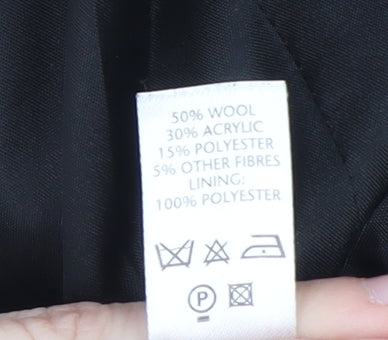 50% WOOL
30% ACRYLIC
15% POLYESTER
5% OTHER FIBRES
LINING:
100% POLYESTER
P